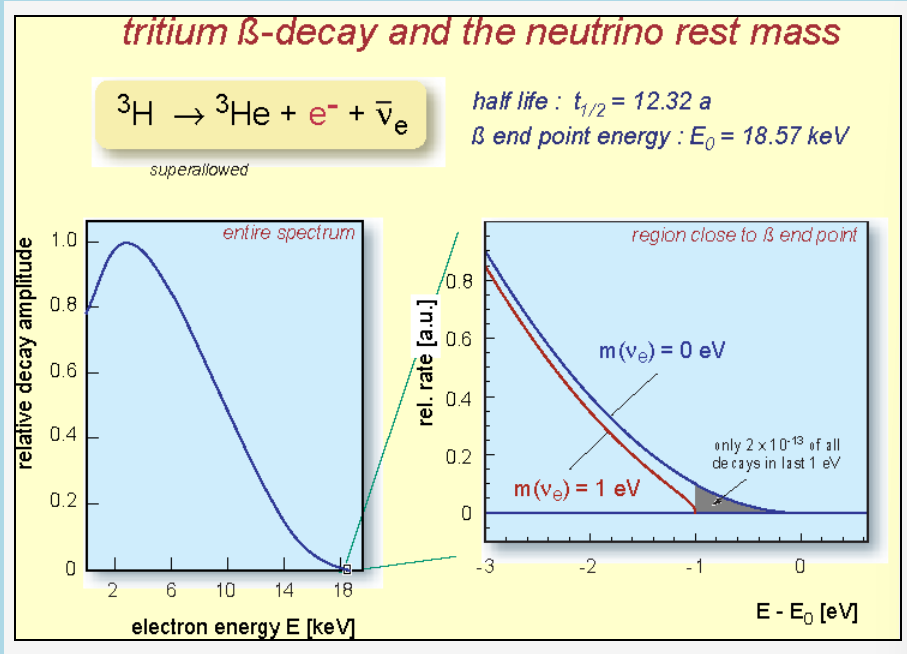 tritium ß-decay and the neutrino rest mass
³H → ³He + e⁻ + ν̅ₑ
superallowed
half life : t₁/₂ = 12.32 a
ß end point energy : E₀ = 18.57 keV
entire spectrum
relative decay amplitude
1.0
0.8
0.6
0.4
0.2
0
2 6 10 14 18
electron energy E [keV]
region close to ß end point
rel. rate [a.u.]
0.8
0.6
0.4
0.2
0
m(νₑ) = 0 eV
m(νₑ) = 1 eV
only 2 x 10⁻¹³ of all
decays in last 1 eV
-3 -2 -1 0
E - E₀ [eV]